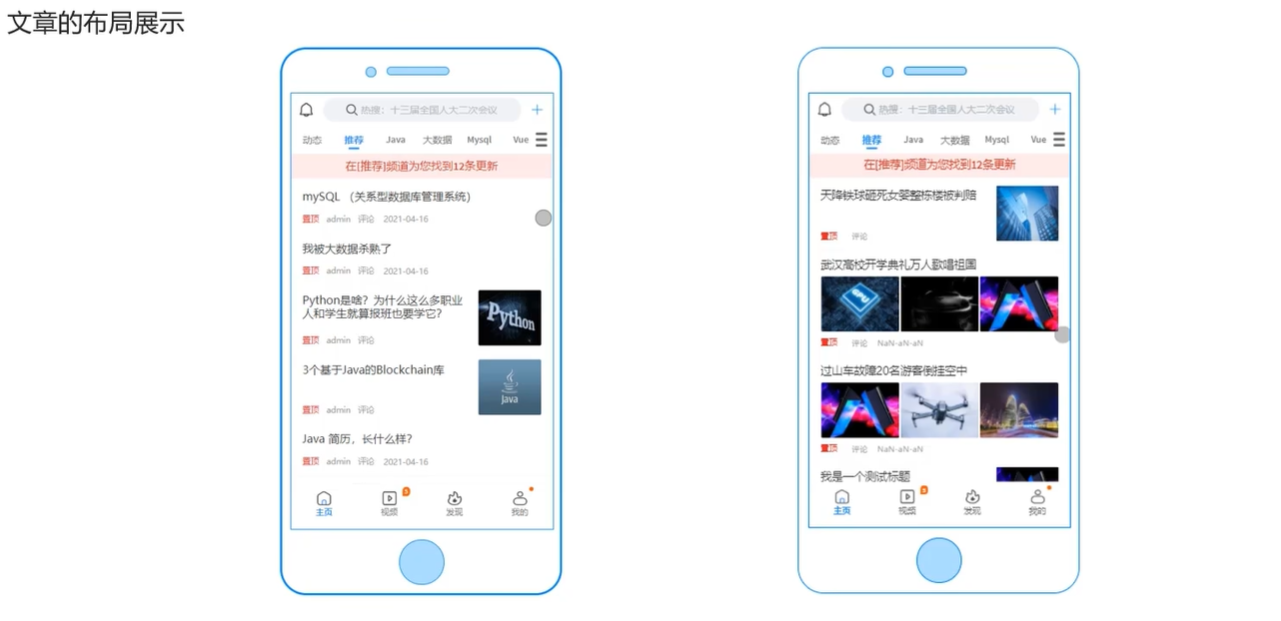 文章的布局展示
热搜：十三届全国人大二次会议
动态 推荐 Java 大数据 Mysql Vue
在[推荐]频道为您找到12条更新
mySQL （关系型数据库管理系统）
置顶 admin 评论 2021-04-16
我被大数据杀熟了
置顶 admin 评论 2021-04-16
Python是啥？为什么这么多职业
人和学生就算报班也要学它？
Python
置顶 admin 评论
3个基于Java的Blockchain库
Java
置顶 admin 评论
Java 简历，长什么样？
置顶 admin 评论 2021-04-16
主页 视频 发现 我的
热搜：十三届全国人大二次会议
动态 推荐 Java 大数据 Mysql Vue
在[推荐]频道为您找到12条更新
天降铁球砸死女婴整栋楼被判赔
置顶 评论
武汉高校开学典礼万人歌唱祖国
GPU
置顶 评论 NaN-aN-aN
过山车故障20名游客倒挂空中
置顶 评论 NaN-aN-aN
我是一个测试标题
主页 视频 发现 我的